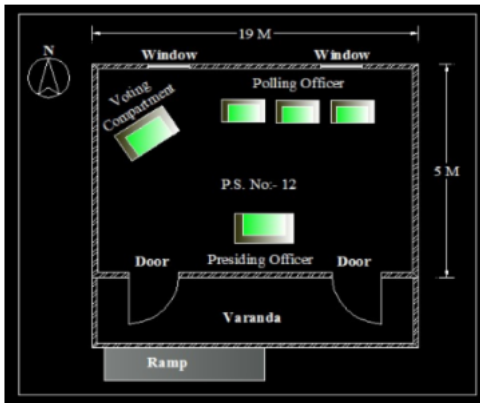 19 M
N
Window
Window
Voting
Compartment
Polling Officer
5 M
P.S. No:- 12
Door
Presiding Officer
Door
Varanda
Ramp